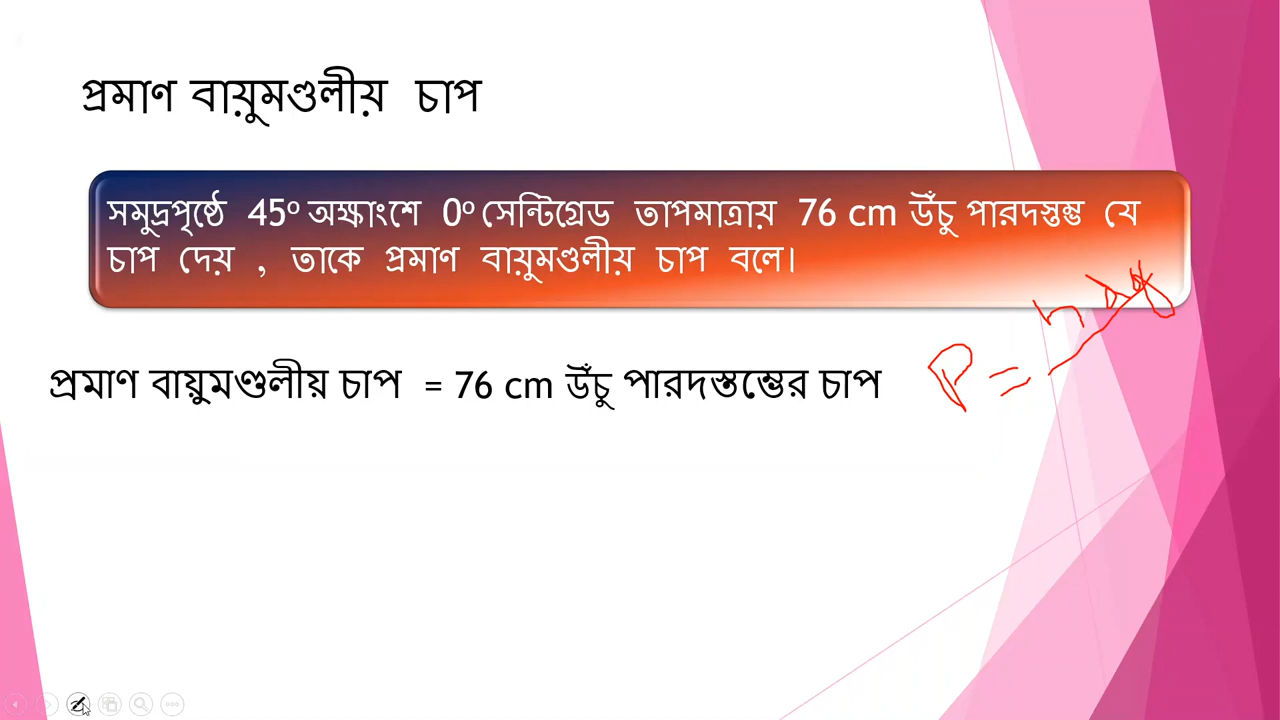 প্রমাণ বায়ুমণ্ডলীয় চাপ
সমুদ্রপৃষ্ঠে 45° অক্ষাংশে 0° সেন্টিগ্রেড তাপমাত্রায় 76 cm উঁচু পারদস্তম্ভ যে
চাপ দেয় , তাকে প্রমাণ বায়ুমণ্ডলীয় চাপ বলে।
প্রমাণ বায়ুমণ্ডলীয় চাপ = 76 cm উঁচু পারদস্তম্ভের চাপ
P = h